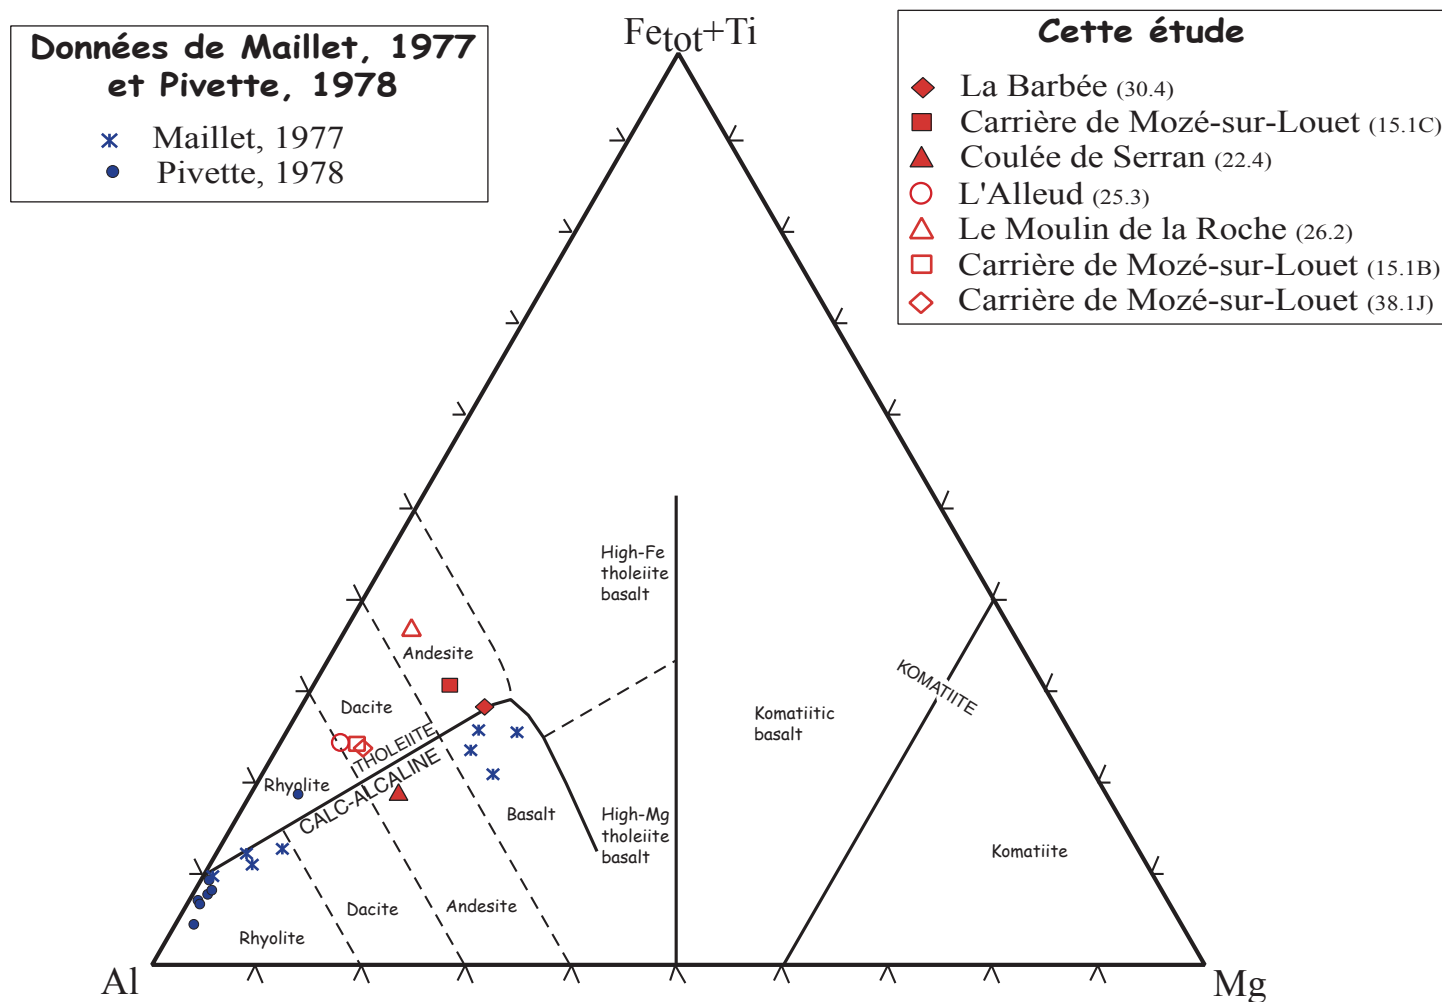 Données de Maillet, 1977
et Pivette, 1978
Maillet, 1977
Pivette, 1978
Fetot+Ti
Cette étude
La Barbée (30.4)
Carrière de Mozé-sur-Louet (15.1C)
Coulée de Serran (22.4)
L'Alleud (25.3)
Le Moulin de la Roche (26.2)
Carrière de Mozé-sur-Louet (15.1B)
Carrière de Mozé-sur-Louet (38.1J)
High-Fe
tholeiite
basalt
Andesite
Dacite
THOLEIITE
Rhyolite
CALC-ALCALINE
Basalt
High-Mg
tholeiite
basalt
Komatiitic
basalt
KOMATIITE
Komatiite
Andesite
Dacite
Rhyolite
Al
Mg